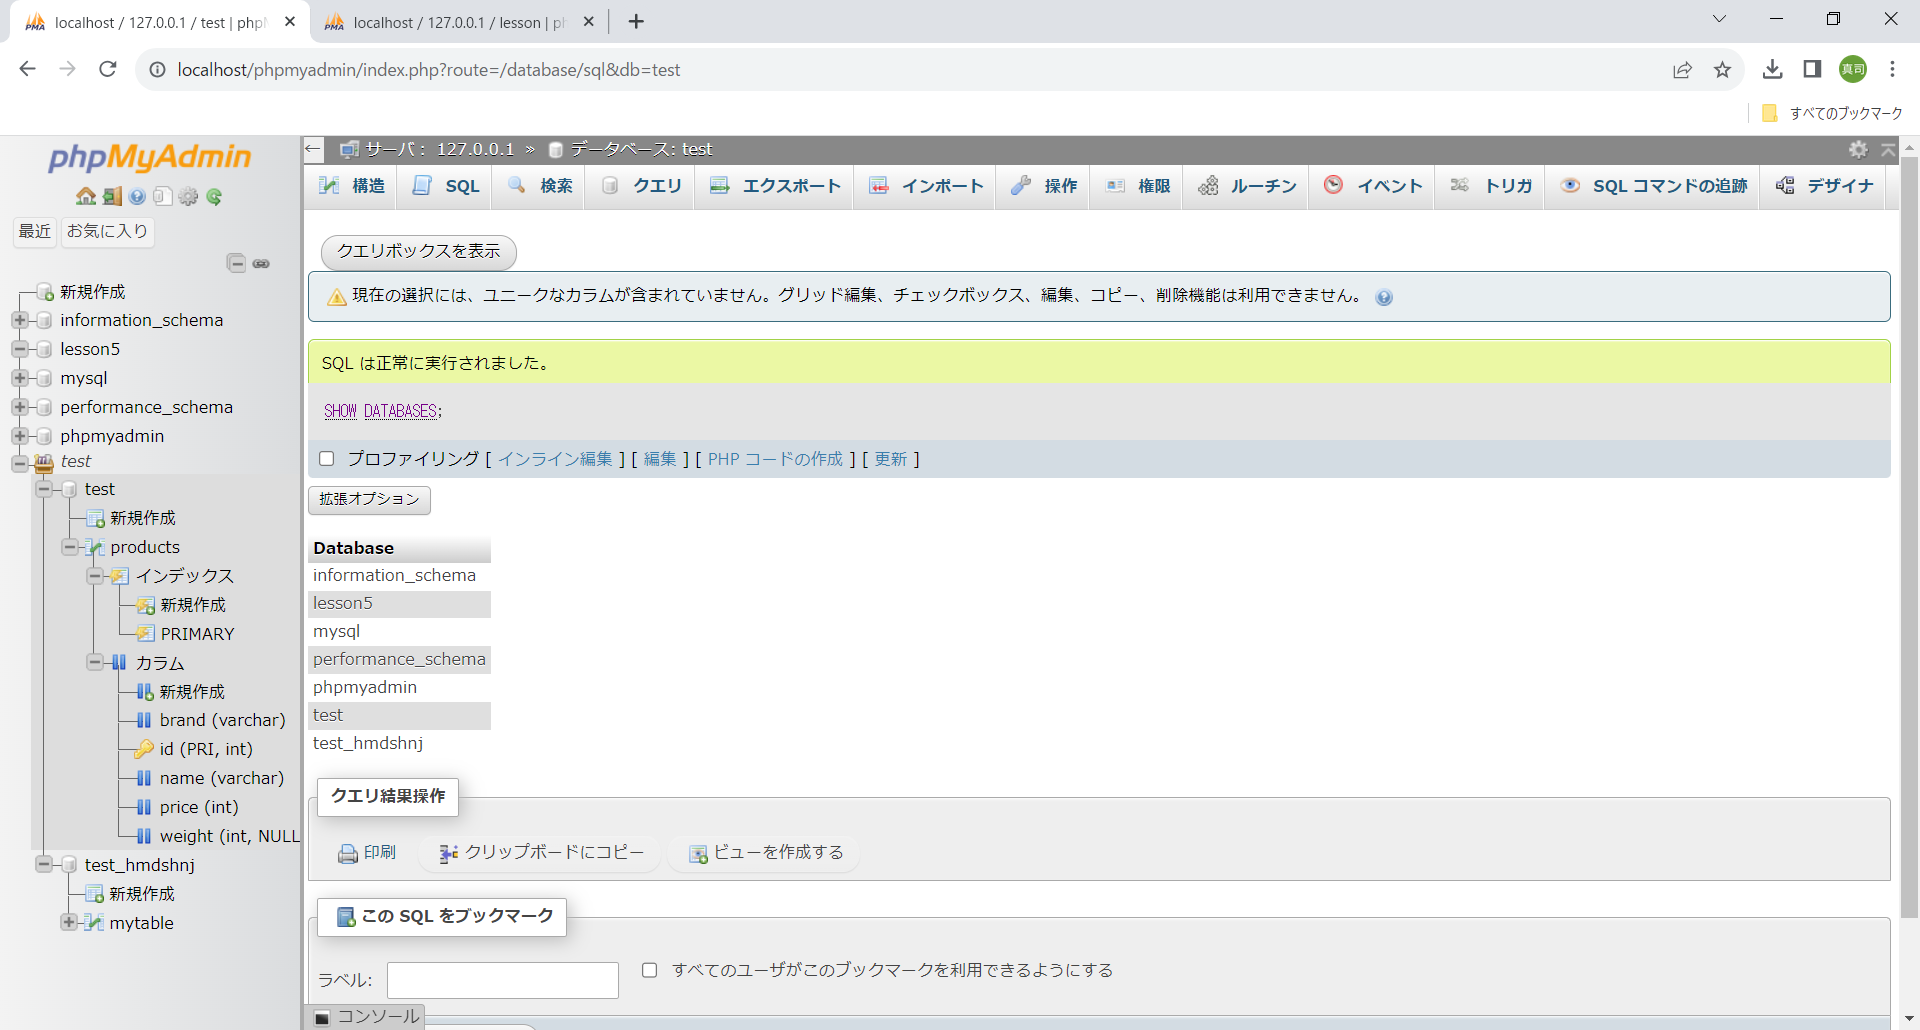 localhost / 127.0.0.1 / test | phpM
localhost / 127.0.0.1 / lesson | ph
localhost/phpmyadmin/index.php?route=/database/sql&db=test
真司
すべてのブックマーク
phpMyAdmin
最近 お気に入り
新規作成
information_schema
lesson5
mysql
performance_schema
phpmyadmin
test
test
新規作成
products
インデックス
新規作成
PRIMARY
カラム
新規作成
brand (varchar)
id (PRI, int)
name (varchar)
price (int)
weight (int, NULL
test_hmdshnj
新規作成
mytable
サーバ: 127.0.0.1 » データベース: test
構造 SQL 検索 クエリ エクスポート インポート 操作 権限 ルーチン イベント トリガ SQL コマンドの追跡 デザイナ
クエリボックスを表示
現在の選択には、ユニークなカラムが含まれていません。グリッド編集、チェックボックス、編集、コピー、削除機能は利用できません。
SQL は正常に実行されました。
SHOW DATABASES;
プロファイリング [ インライン編集 ] [ 編集 ] [ PHP コードの作成 ] [ 更新 ]
拡張オプション
Database
information_schema
lesson5
mysql
performance_schema
phpmyadmin
test
test_hmdshnj
クエリ結果操作
印刷 クリップボードにコピー ビューを作成する
この SQL をブックマーク
ラベル: すべてのユーザがこのブックマークを利用できるようにする
コンソール